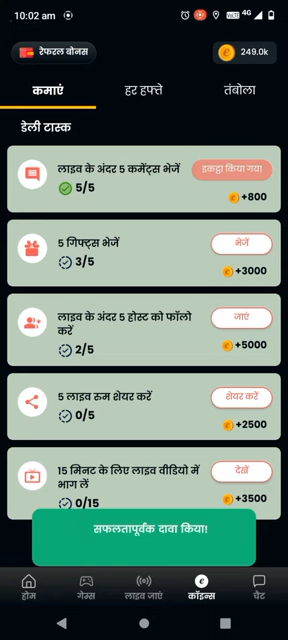 10:02 am
4G
रेफरल बोनस
249.0k
कमाएं
हर हफ्ते
तंबोला
डेली टास्क
लाइव के अंदर 5 कमेंट्स भेजें
इकट्ठा किया गया
5/5
+800
5 गिफ्ट्स भेजें
भेजें
3/5
+3000
लाइव के अंदर 5 होस्ट को फॉलो
करें
जाएं
2/5
+5000
5 लाइव रुम शेयर करें
शेयर करें
0/5
+2500
15 मिनट के लिए लाइव वीडियो में
भाग लें
देखें
0/15
+3500
सफलतापूर्वक दावा किया!
होम
गेम्स
लाइव जाएं
कॉइन्स
चैट